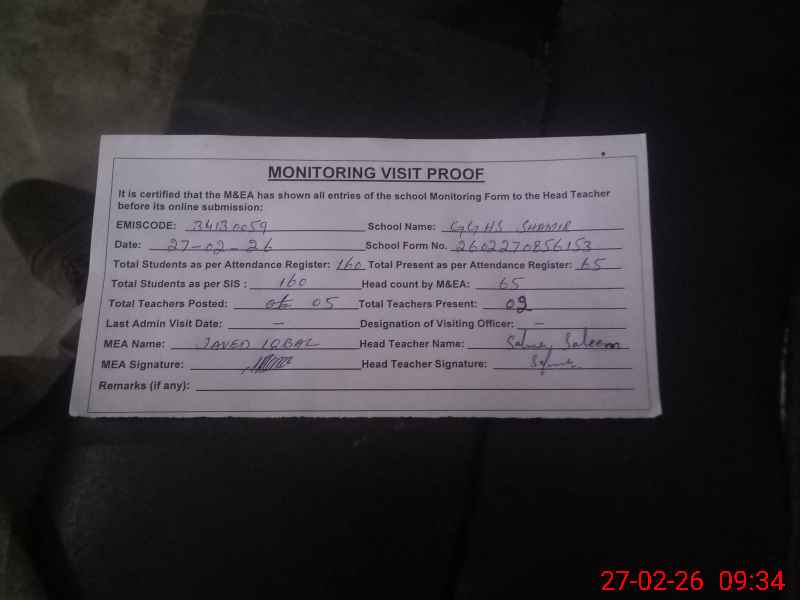 MONITORING VISIT PROOF
It is certified that the M&EA has shown all entries of the school Monitoring Form to the Head Teacher
before its online submission:
EMISCODE: 34130059 School Name: GGHS SHAMIR
Date: 27-02-26 School Form No. 2602270856153
Total Students as per Attendance Register: 160 Total Present as per Attendance Register: 65
Total Students as per SIS : 160 Head count by M&EA: 65
Total Teachers Posted: 05 Total Teachers Present: 02
Last Admin Visit Date: - Designation of Visiting Officer: -
MEA Name: JAVED IQBAL Head Teacher Name: Salma Saleem
MEA Signature: Head Teacher Signature: Salma
Remarks (if any):
27-02-26 09:34